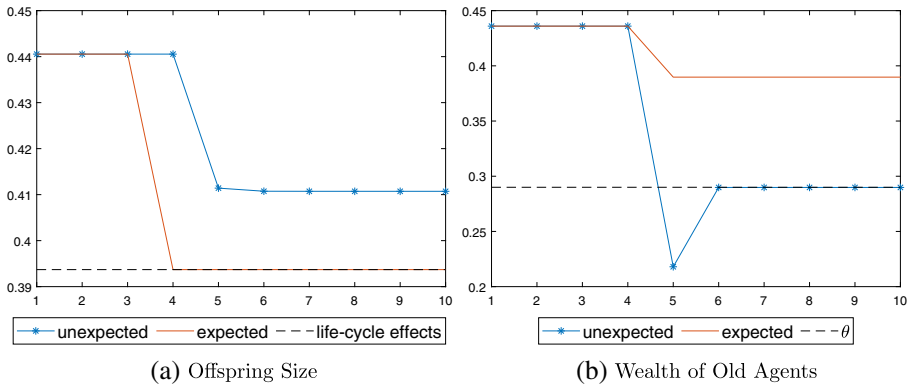 0.45
0.44
0.43
0.42
0.41
0.4
0.39
1 2 3 4 5 6 7 8 9 10
unexpected expected life-cycle effects
(a) Offspring Size
0.45
0.4
0.35
0.3
0.25
0.2
1 2 3 4 5 6 7 8 9 10
unexpected expected θ
(b) Wealth of Old Agents